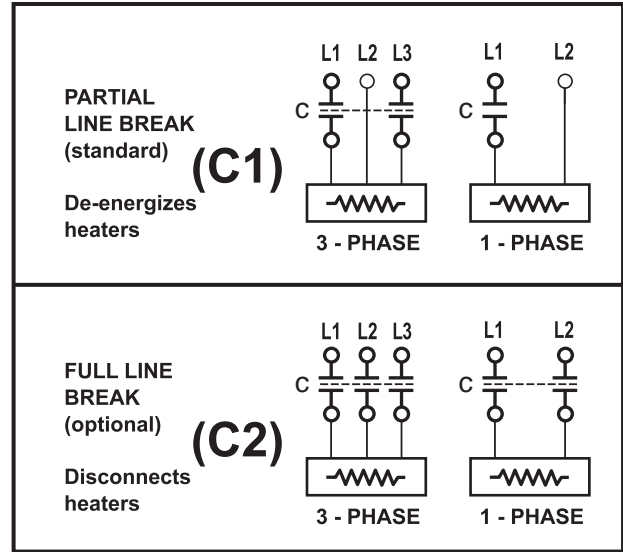 PARTIAL
LINE BREAK
(standard)
(C1)
De-energizes
heaters
L1 L2 L3
C
3 - PHASE
L1 L2
C
1 - PHASE
FULL LINE
BREAK
(optional)
(C2)
Disconnects
heaters
L1 L2 L3
C
3 - PHASE
L1 L2
C
1 - PHASE